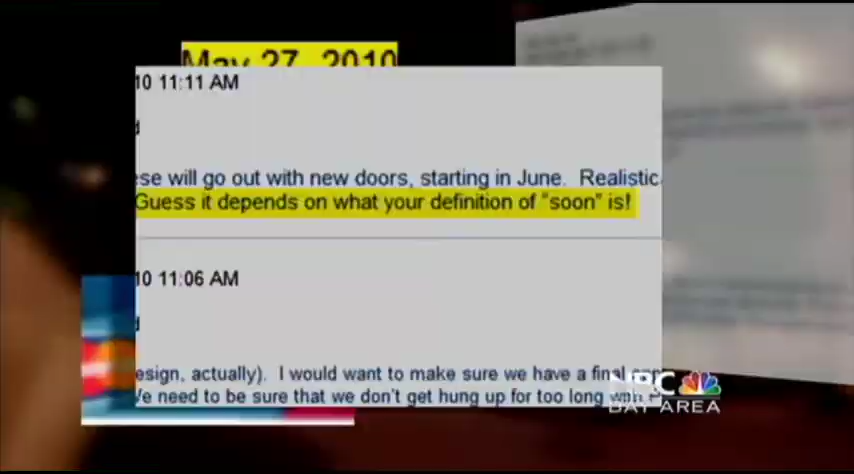 May 27, 2010
10 11:11 AM
ese will go out with new doors, starting in June. Realistica
Guess it depends on what your definition of "soon" is!
10 11:06 AM
esign, actually). I would want to make sure we have a final
We need to be sure that we don't get hung up for too long with
NBC
BAY AREA